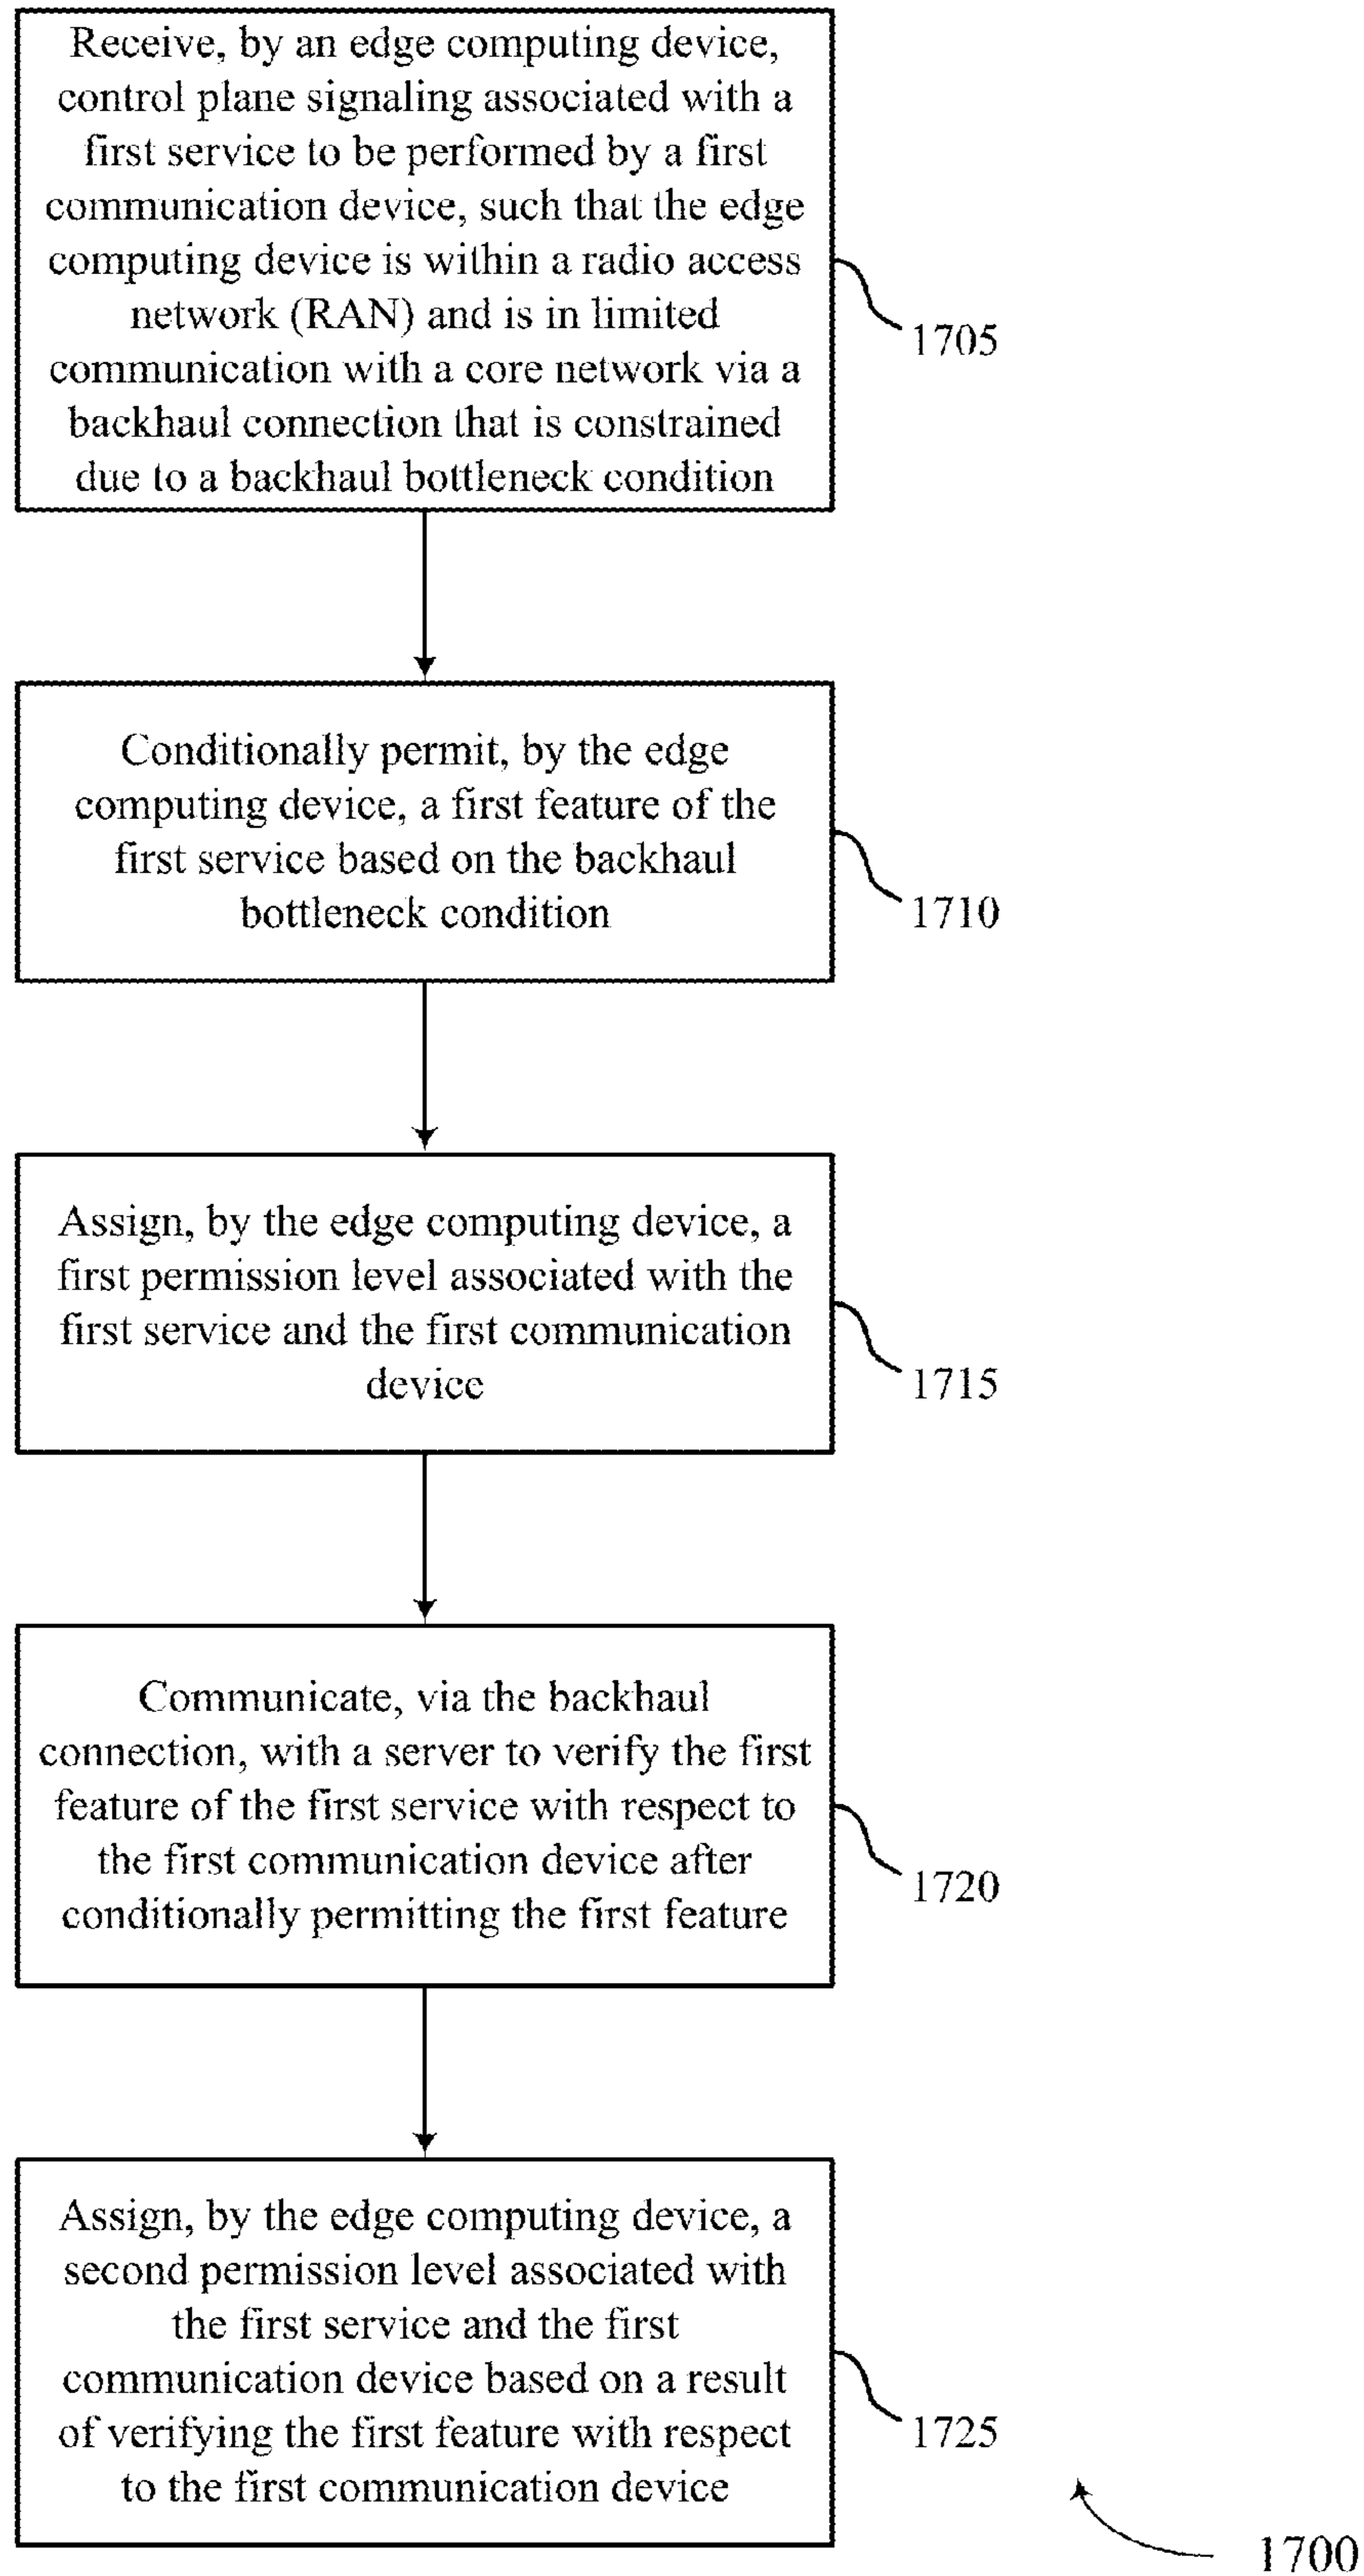 Receive, by an edge computing device,
control plane signaling associated with a
first service to be performed by a first
communication device, such that the edge
computing device is within a radio access
network (RAN) and is in limited
communication with a core network via a
backhaul connection that is constrained
due to a backhaul bottleneck condition
1705
Conditionally permit, by the edge
computing device, a first feature of the
first service based on the backhaul
bottleneck condition
1710
Assign, by the edge computing device, a
first permission level associated with the
first service and the first communication
device
1715
Communicate, via the backhaul
connection, with a server to verify the first
feature of the first service with respect to
the first communication device after
conditionally permitting the first feature
1720
Assign, by the edge computing device, a
second permission level associated with
the first service and the first
communication device based on a result
of verifying the first feature with respect
to the first communication device
1725
1700